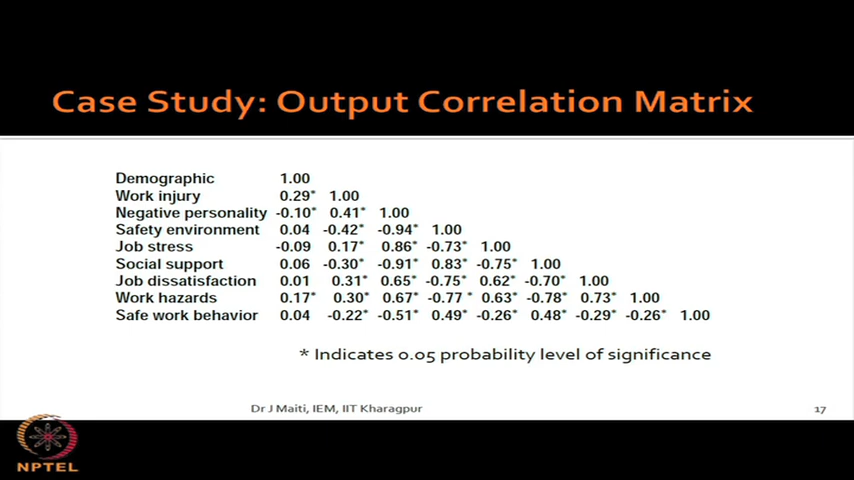 Case Study: Output Correlation Matrix
Demographic 1.00
Work injury 0.29* 1.00
Negative personality -0.10* 0.41* 1.00
Safety environment 0.04 -0.42* -0.94* 1.00
Job stress -0.09 0.17* 0.86* -0.73* 1.00
Social support 0.06 -0.30* -0.91* 0.83* -0.75* 1.00
Job dissatisfaction 0.01 0.31* 0.65* -0.75* 0.62* -0.70* 1.00
Work hazards 0.17* 0.30* 0.67* -0.77 * 0.63* -0.78* 0.73* 1.00
Safe work behavior 0.04 -0.22* -0.51* 0.49* -0.26* 0.48* -0.29* -0.26* 1.00
* Indicates 0.05 probability level of significance
Dr J Maiti, IEM, IIT Kharagpur 17
NPTEL